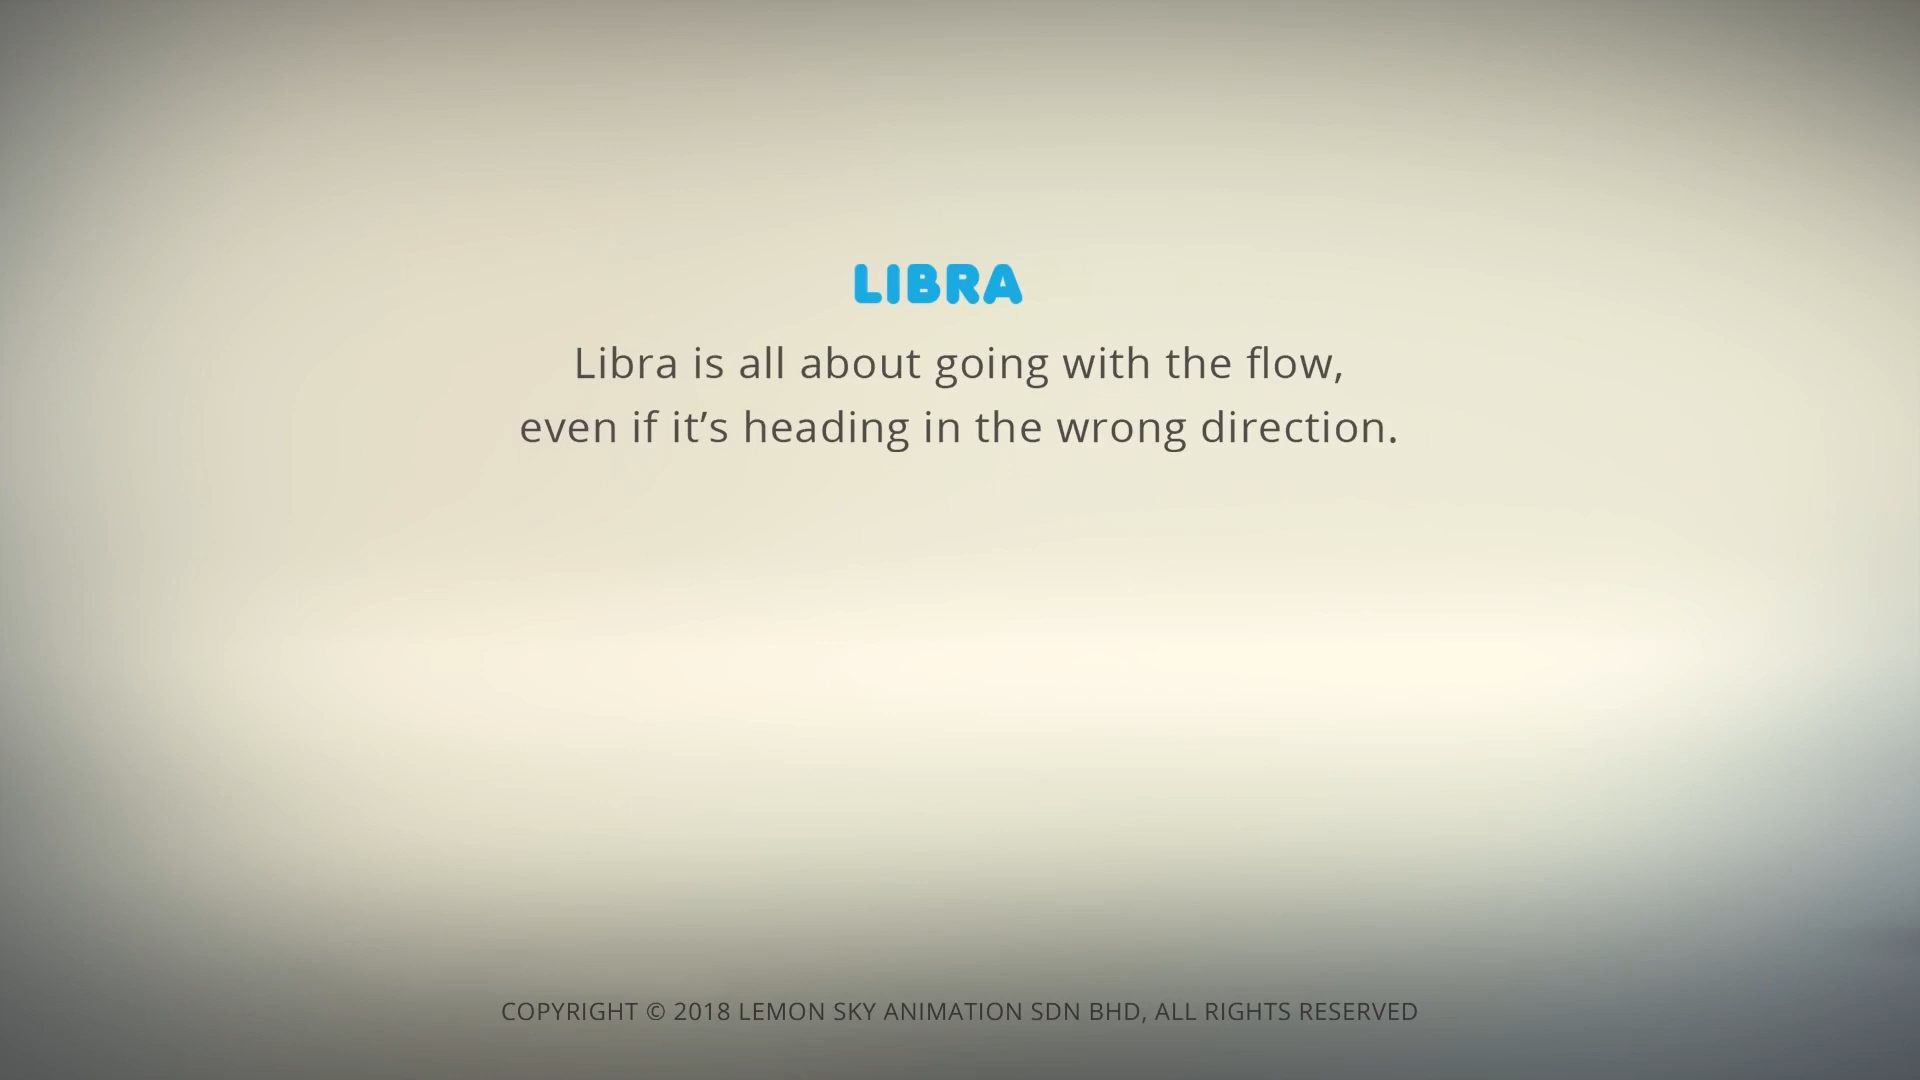 LIBRA
Libra is all about going with the flow,
even if it’s heading in the wrong direction.
COPYRIGHT © 2018 LEMON SKY ANIMATION SDN BHD, ALL RIGHTS RESERVED